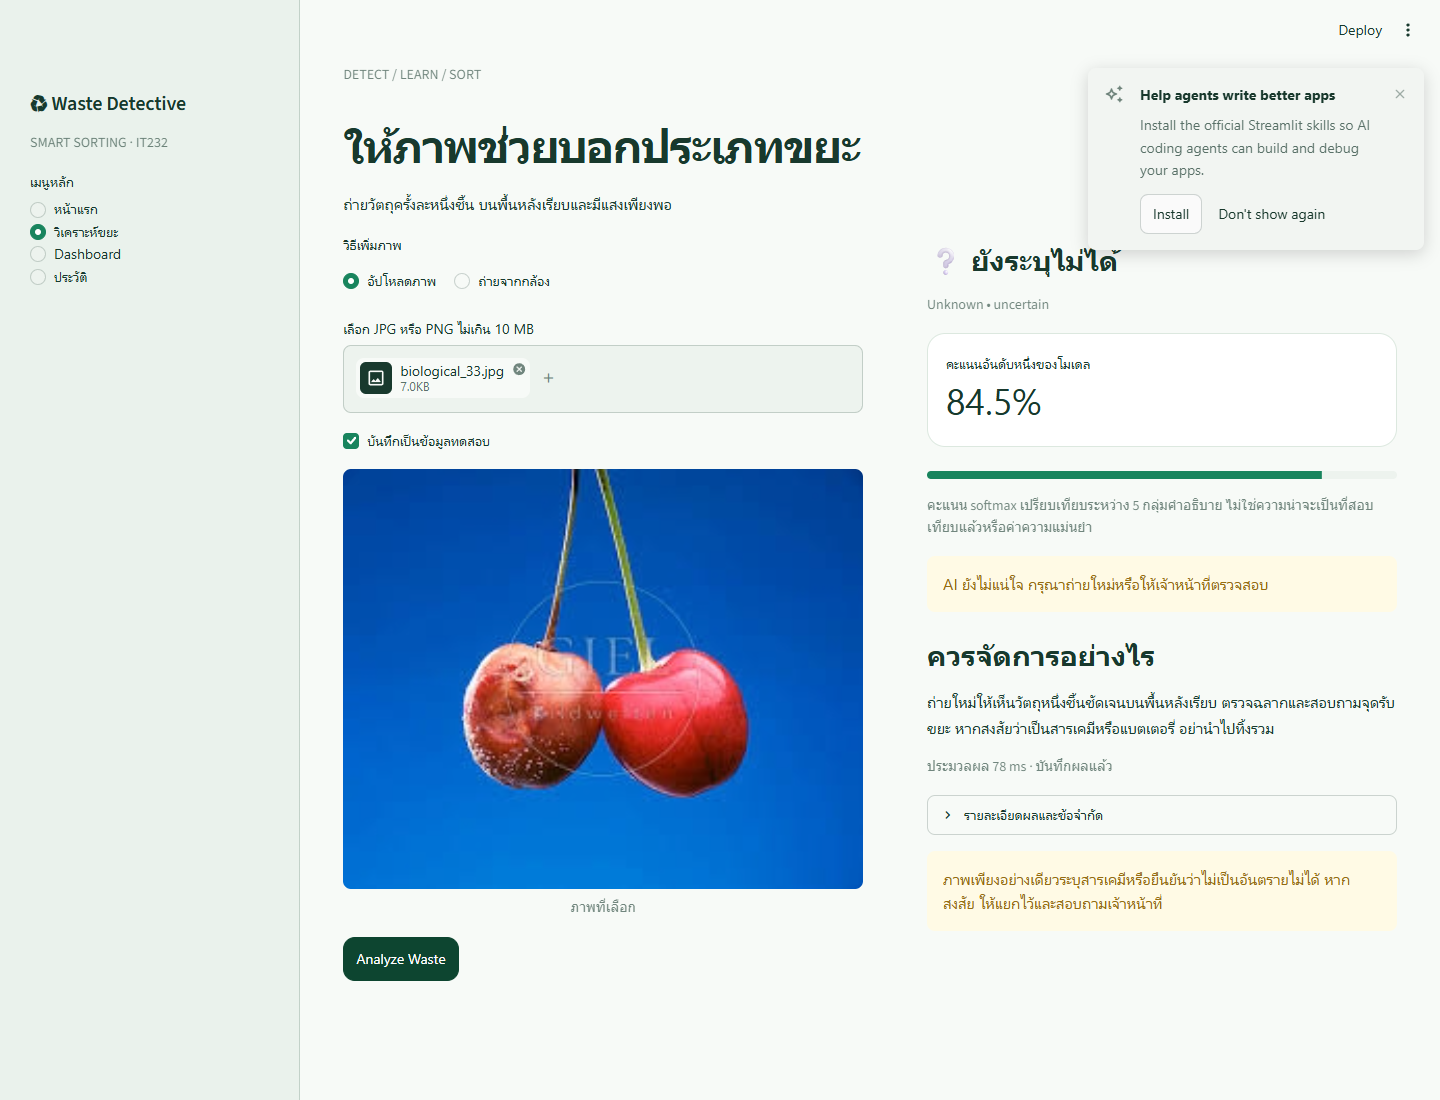 Deploy
♻ Waste Detective
SMART SORTING · IT232
เมนูหลัก
หน้าแรก
วิเคราะห์ขยะ
Dashboard
ประวัติ
DETECT / LEARN / SORT
ให้ภาพช่วยบอกประเภทขยะ
ถ่ายวัตถุครั้งละหนึ่งชิ้น บนพื้นหลังเรียบและมีแสงเพียงพอ
วิธีเพิ่มภาพ
อัปโหลดภาพ
ถ่ายจากกล้อง
เลือก JPG หรือ PNG ไม่เกิน 10 MB
biological_33.jpg
7.0KB
บันทึกเป็นข้อมูลทดสอบ
ภาพที่เลือก
Analyze Waste
Help agents write better apps
Install the official Streamlit skills so AI
coding agents can build and debug
your apps.
Install
Don't show again
❔ ยังระบุไม่ได้
Unknown • uncertain
คะแนนอันดับหนึ่งของโมเดล
84.5%
คะแนน softmax เปรียบเทียบระหว่าง 5 กลุ่มคำอธิบาย ไม่ใช่ความน่าจะเป็นที่สอบ
เทียบแล้วหรือค่าความแม่นยำ
AI ยังไม่แน่ใจ กรุณาถ่ายใหม่หรือให้เจ้าหน้าที่ตรวจสอบ
ควรจัดการอย่างไร
ถ่ายใหม่ให้เห็นวัตถุหนึ่งชิ้นชัดเจนบนพื้นหลังเรียบ ตรวจฉลากและสอบถามจุดรับ
ขยะ หากสงสัยว่าเป็นสารเคมีหรือแบตเตอรี่ อย่านำไปทิ้งรวม
ประมวลผล 78 ms · บันทึกผลแล้ว
รายละเอียดผลและข้อจำกัด
ภาพเพียงอย่างเดียวระบุสารเคมีหรือยืนยันว่าไม่เป็นอันตรายไม่ได้ หาก
สงสัย ให้แยกไว้และสอบถามเจ้าหน้าที่